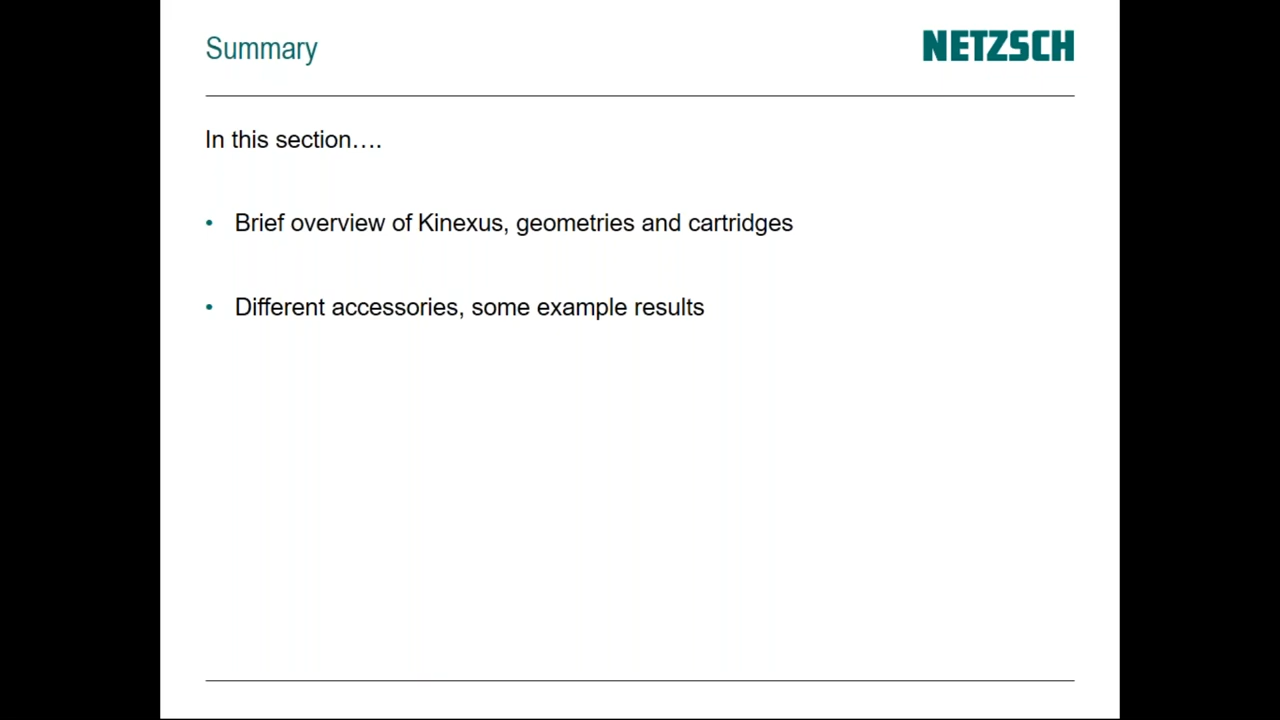 Summary
NETZSCH
In this section….
• Brief overview of Kinexus, geometries and cartridges
• Different accessories, some example results